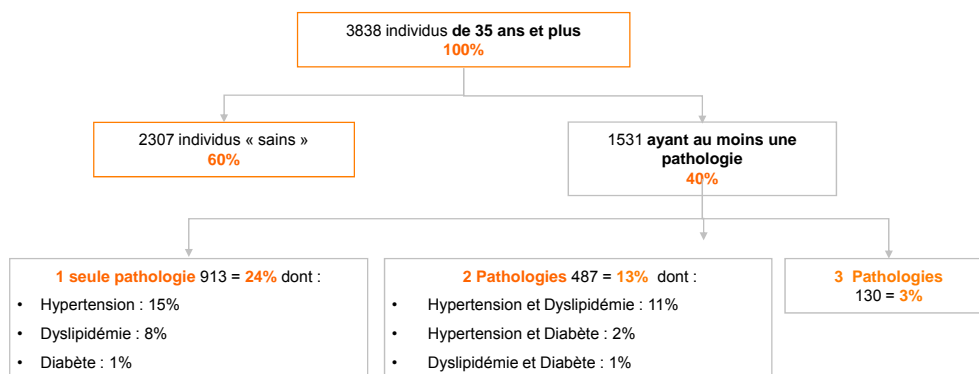 3838 individus de 35 ans et plus
100%
2307 individus « sains »
60%
1531 ayant au moins une
pathologie
40%
1 seule pathologie 913 = 24% dont :
• Hypertension : 15%
• Dyslipidémie : 8%
• Diabète : 1%
2 Pathologies 487 = 13% dont :
• Hypertension et Dyslipidémie : 11%
• Hypertension et Diabète : 2%
• Dyslipidémie et Diabète : 1%
3 Pathologies
130 = 3%